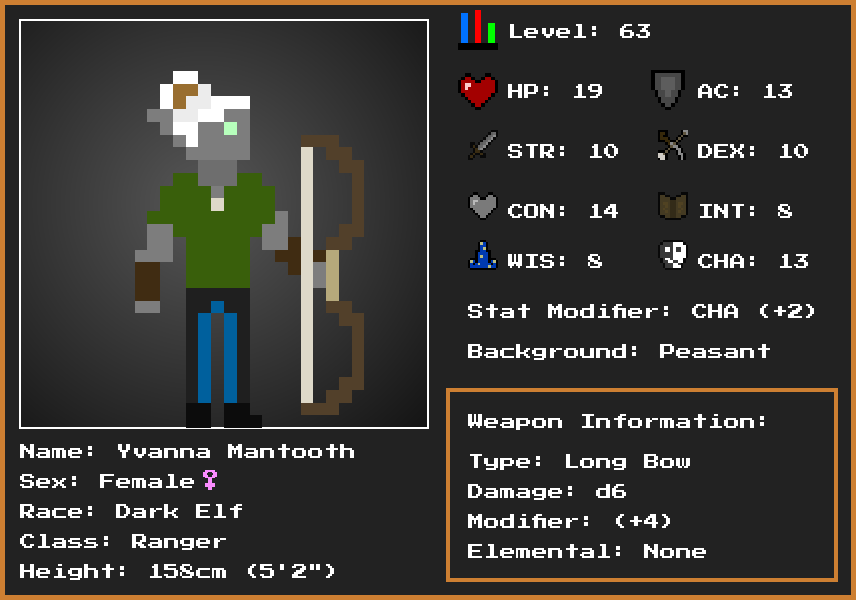 Level: 63
HP: 19
AC: 13
STR: 10
DEX: 10
CON: 14
INT: 8
WIS: 8
CHA: 13
Stat Modifier: CHA (+2)
Background: Peasant
Weapon Information:
Type: Long Bow
Damage: d6
Modifier: (+4)
Elemental: None
Name: Yvanna Mantooth
Sex: Female♀
Race: Dark Elf
Class: Ranger
Height: 158cm (5'2")